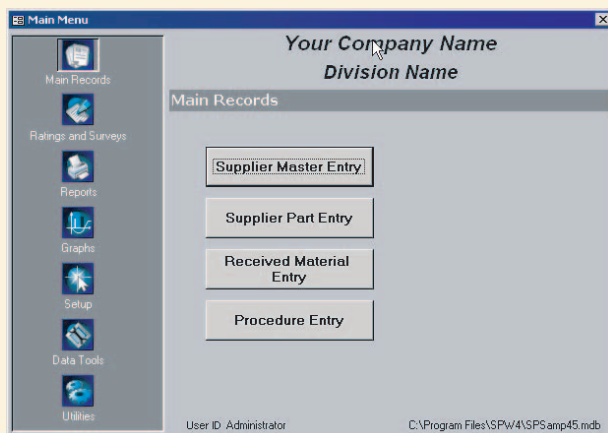 Main Menu
Your Company Name
Division Name
Main Records
Ratings and Surveys
Reports
Graphs
Setup
Data Tools
Utilities
Main Records
Supplier Master Entry
Supplier Part Entry
Received Material
Entry
Procedure Entry
User ID Administrator
C:\Program Files\SPW4\SPSamp45.mdb